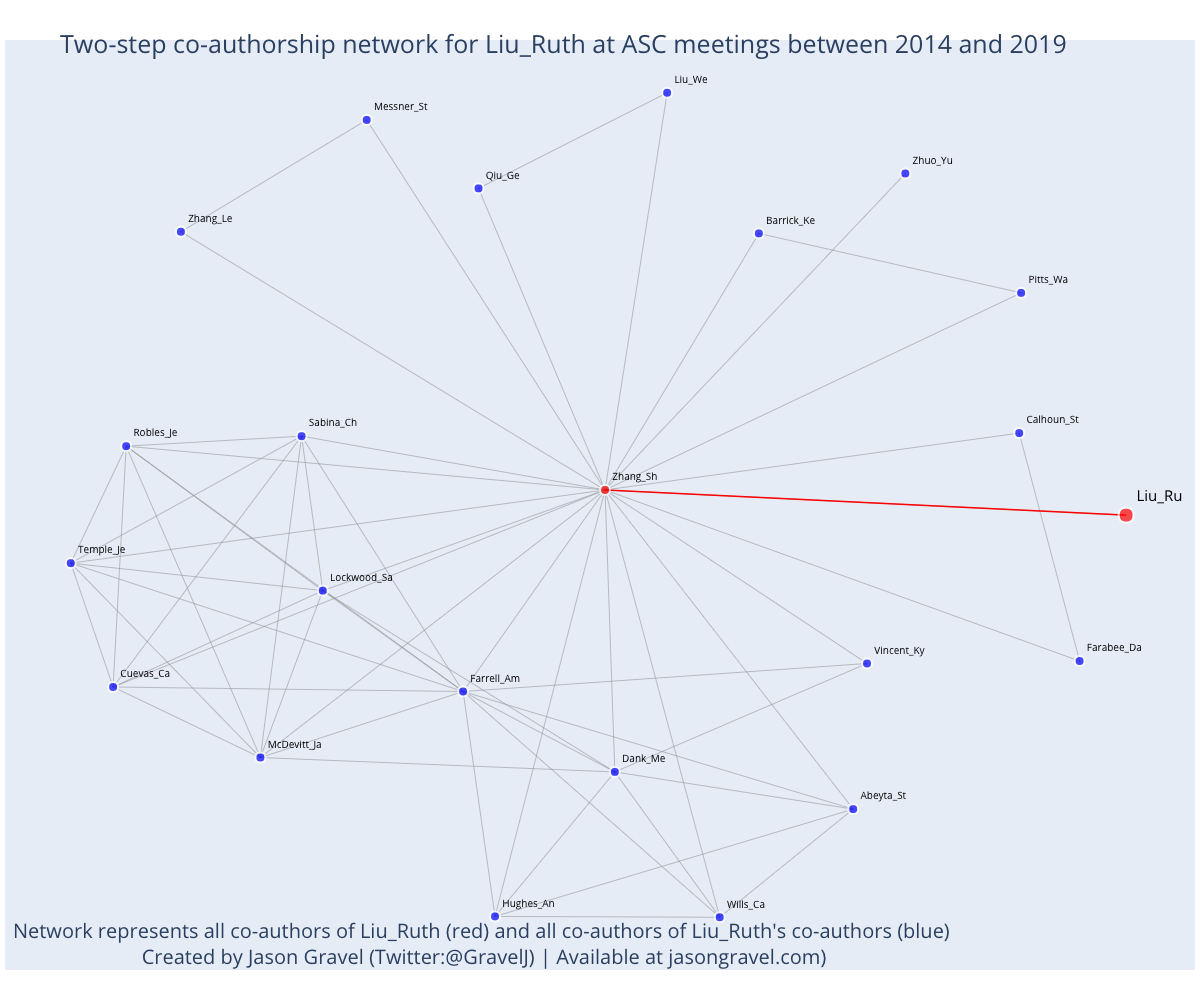 Two-step co-authorship network for Liu_Ruth at ASC meetings between 2014 and 2019
Liu_We
Messner_St
Zhuo_Yu
Qiu_Ge
Zhang_Le
Barrick_Ke
Pitts_Wa
Calhoun_St
Sabina_Ch
Robles_Je
Zhang_Sh
Liu_Ru
Temple_Je
Lockwood_Sa
Farabee_Da
Vincent_Ky
Cuevas_Ca
Farrell_Am
McDevitt_Ja
Dank_Me
Abeyta_St
Hughes_An
Wills_Ca
Network represents all co-authors of Liu_Ruth (red) and all co-authors of Liu_Ruth's co-authors (blue)
Created by Jason Gravel (Twitter:@GravelJ) | Available at jasongravel.com)